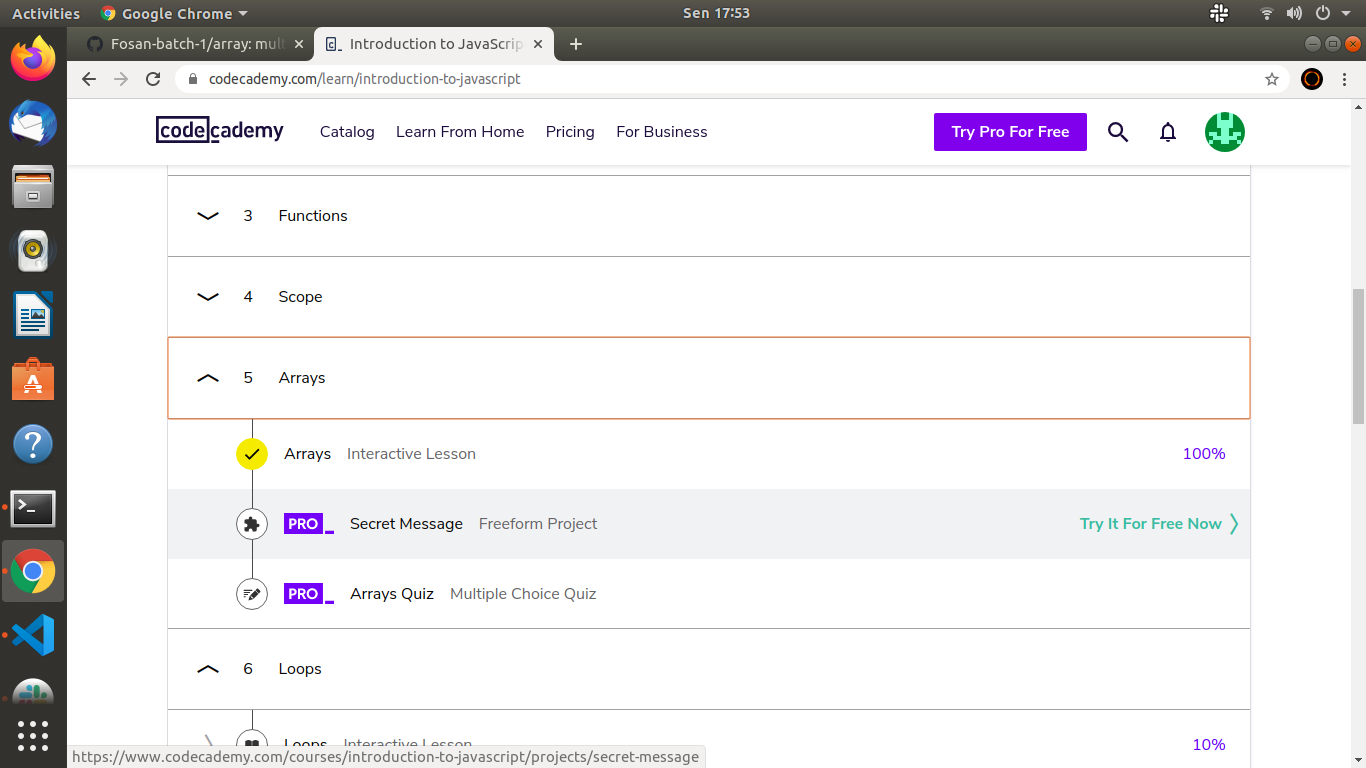 Activities Google Chrome Sen 17:53
Fosan-batch-1/array: mult Introduction to JavaScrip
codecademy.com/learn/introduction-to-javascript
codecademy Catalog Learn From Home Pricing For Business Try Pro For Free
3 Functions
4 Scope
5 Arrays
Arrays Interactive Lesson 100%
PRO Secret Message Freeform Project Try It For Free Now
PRO Arrays Quiz Multiple Choice Quiz
6 Loops
Loops Interactive Lesson 10%
https://www.codecademy.com/courses/introduction-to-javascript/projects/secret-message